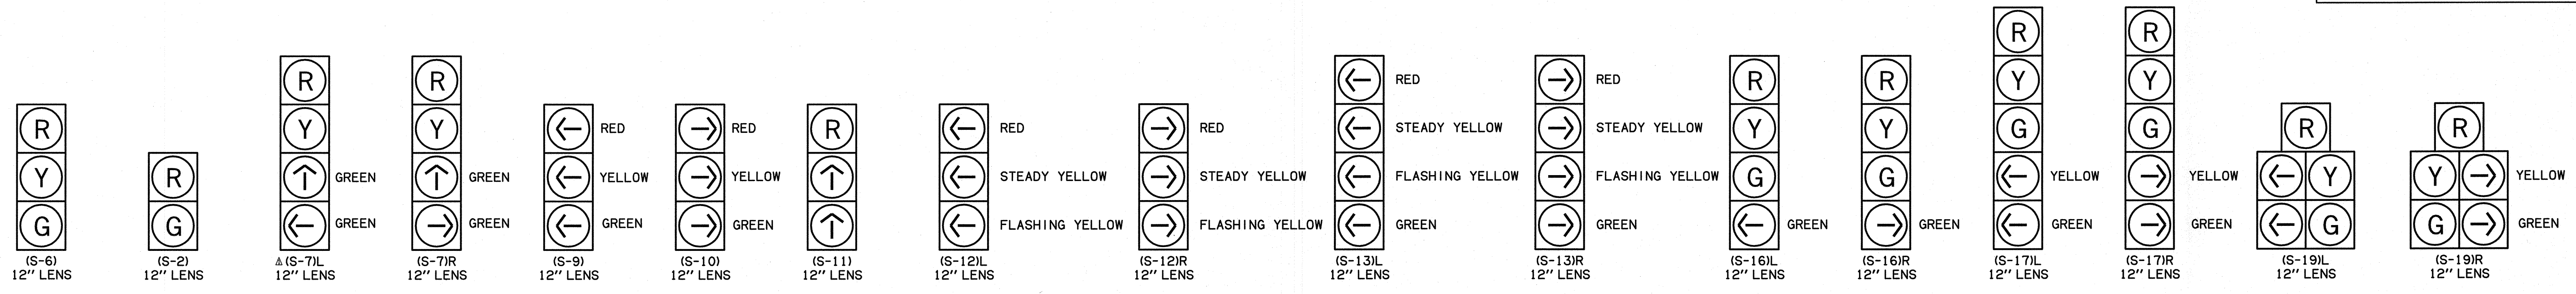 R
Y
G
(S-6)
12" LENS
R
G
(S-2)
12" LENS
R
Y
GREEN
GREEN
(S-7)L
12" LENS
R
Y
GREEN
GREEN
(S-7)R
12" LENS
RED
YELLOW
GREEN
(S-9)
12" LENS
RED
YELLOW
GREEN
(S-10)
12" LENS
R
(S-11)
12" LENS
RED
STEADY YELLOW
FLASHING YELLOW
(S-12)L
12" LENS
RED
STEADY YELLOW
FLASHING YELLOW
(S-12)R
12" LENS
RED
STEADY YELLOW
FLASHING YELLOW
GREEN
(S-13)L
12" LENS
RED
STEADY YELLOW
FLASHING YELLOW
GREEN
(S-13)R
12" LENS
R
Y
G
GREEN
(S-16)L
12" LENS
R
Y
G
GREEN
(S-16)R
12" LENS
R
Y
G
YELLOW
GREEN
(S-17)L
12" LENS
R
Y
G
YELLOW
GREEN
(S-17)R
12" LENS
R
Y
G
(S-19)L
12" LENS
R
Y YELLOW
G GREEN
(S-19)R
12" LENS